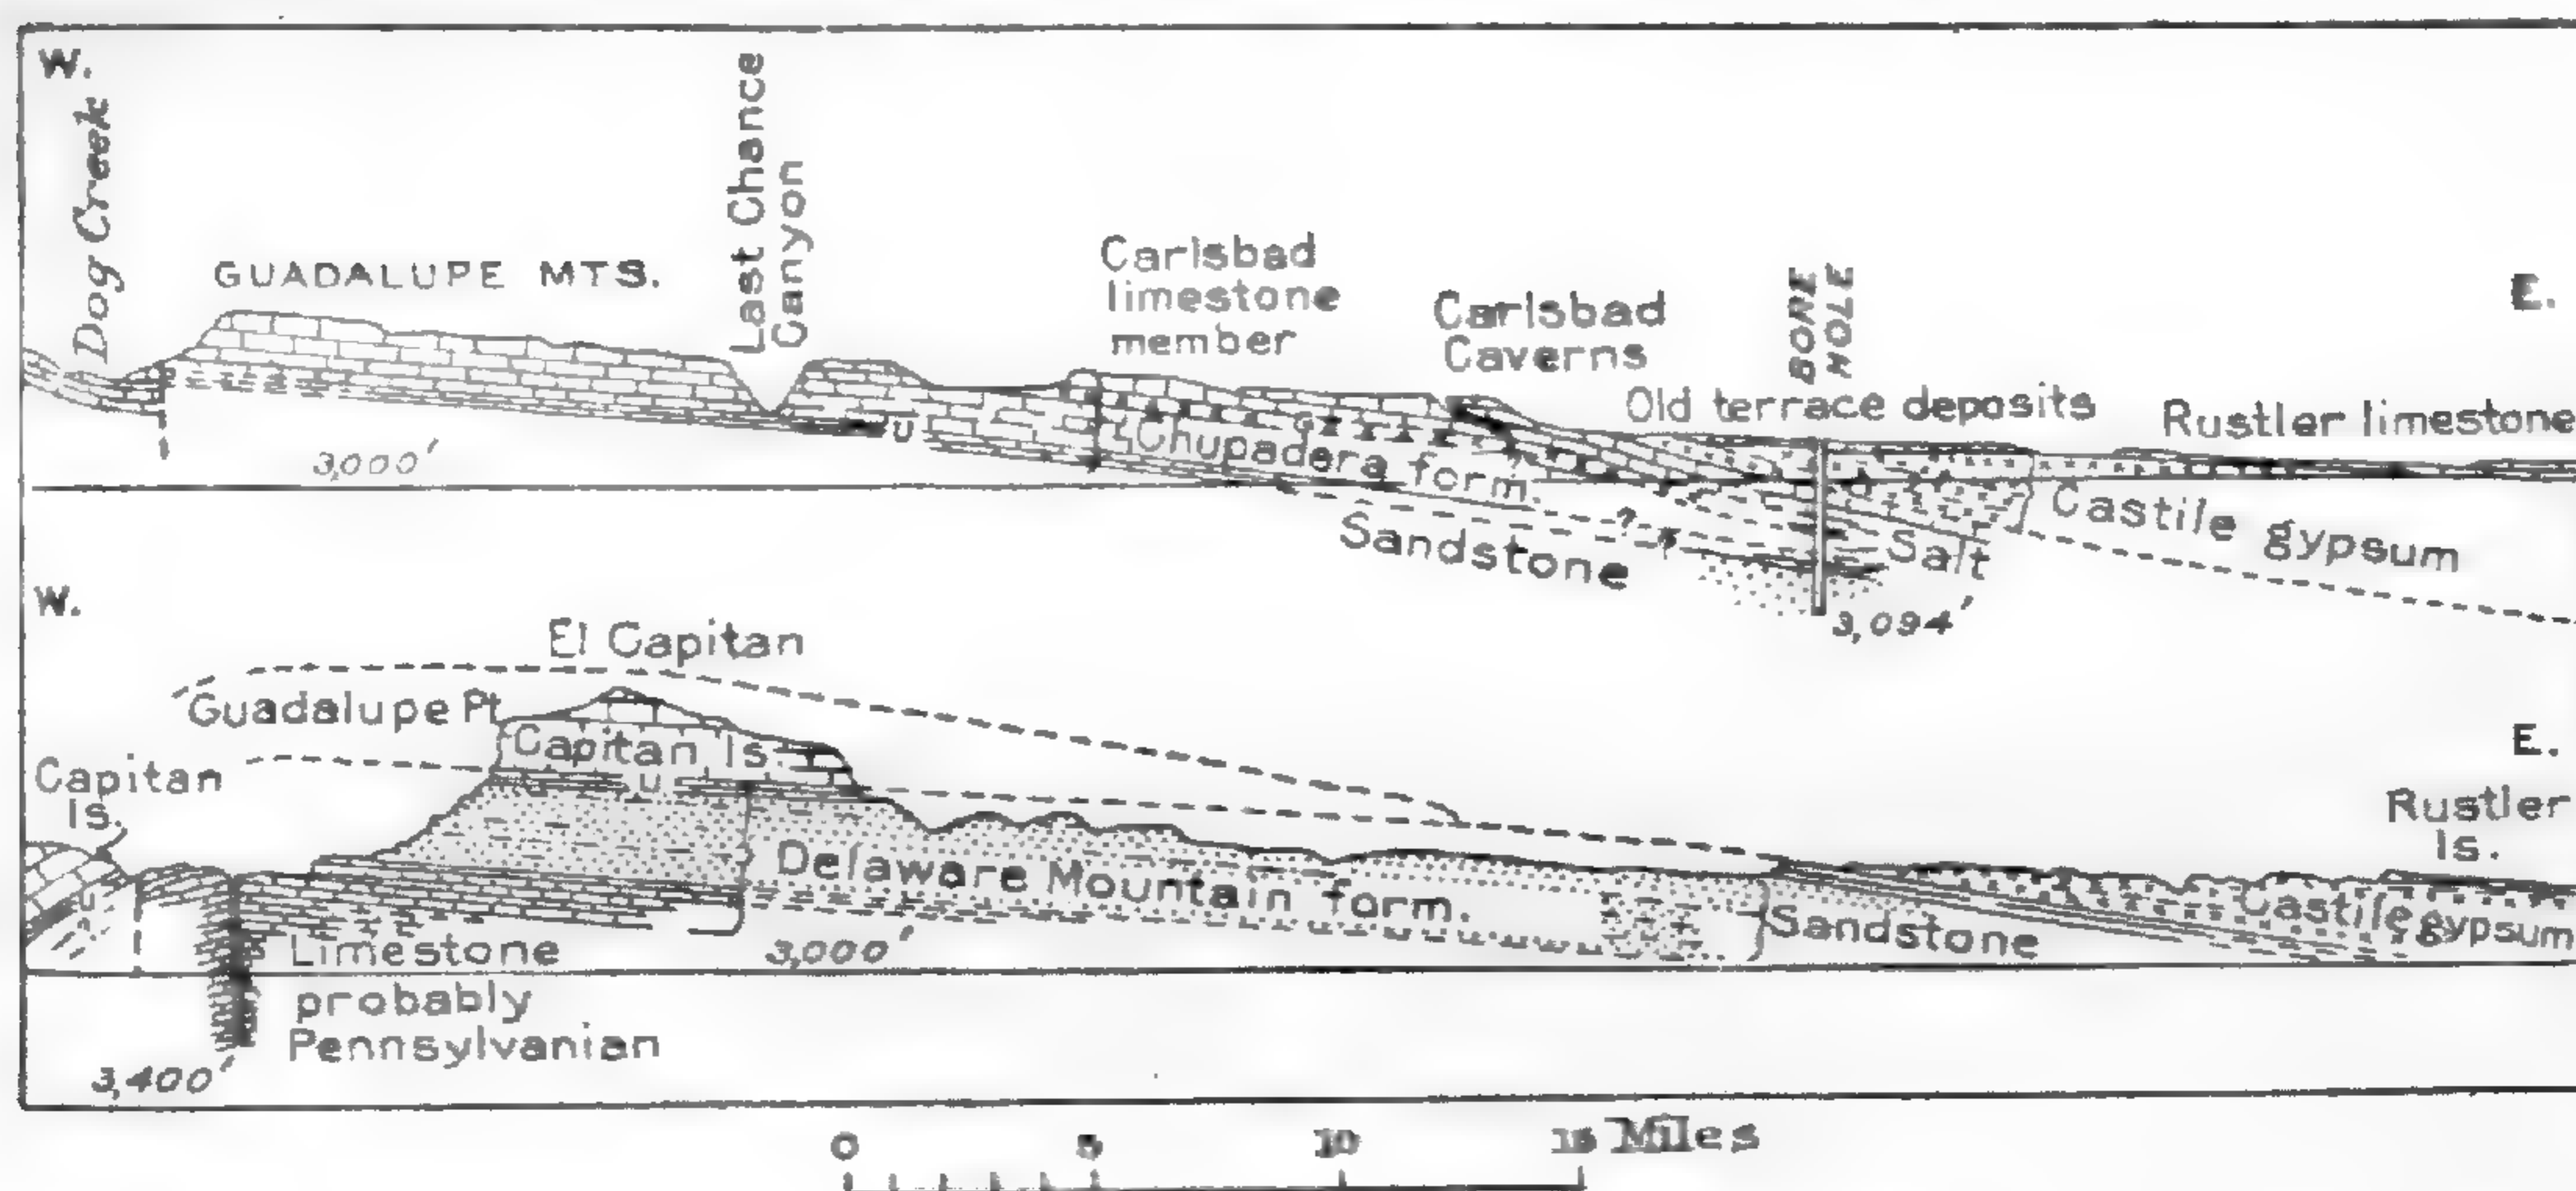 W.
Dog Creek
GUADALUPE MTS.
Last Chance
Canyon
Carlsbad
limestone
member
Carlsbad
Caverns
BORE
HOLE
E.
Old terrace deposits
Rustler limestone
U
Chupadera form.
3,000'
Sandstone
?
Salt
Castile gypsum
3,094'
W.
El Capitan
Guadalupe Pt.
Capitan ls.
U
Capitan
ls.
E.
Rustler
ls.
Delaware Mountain form.
Sandstone
Castile gypsum
3,000'
Limestone
probably
Pennsylvanian
3,400'
0 5 10 15 Miles